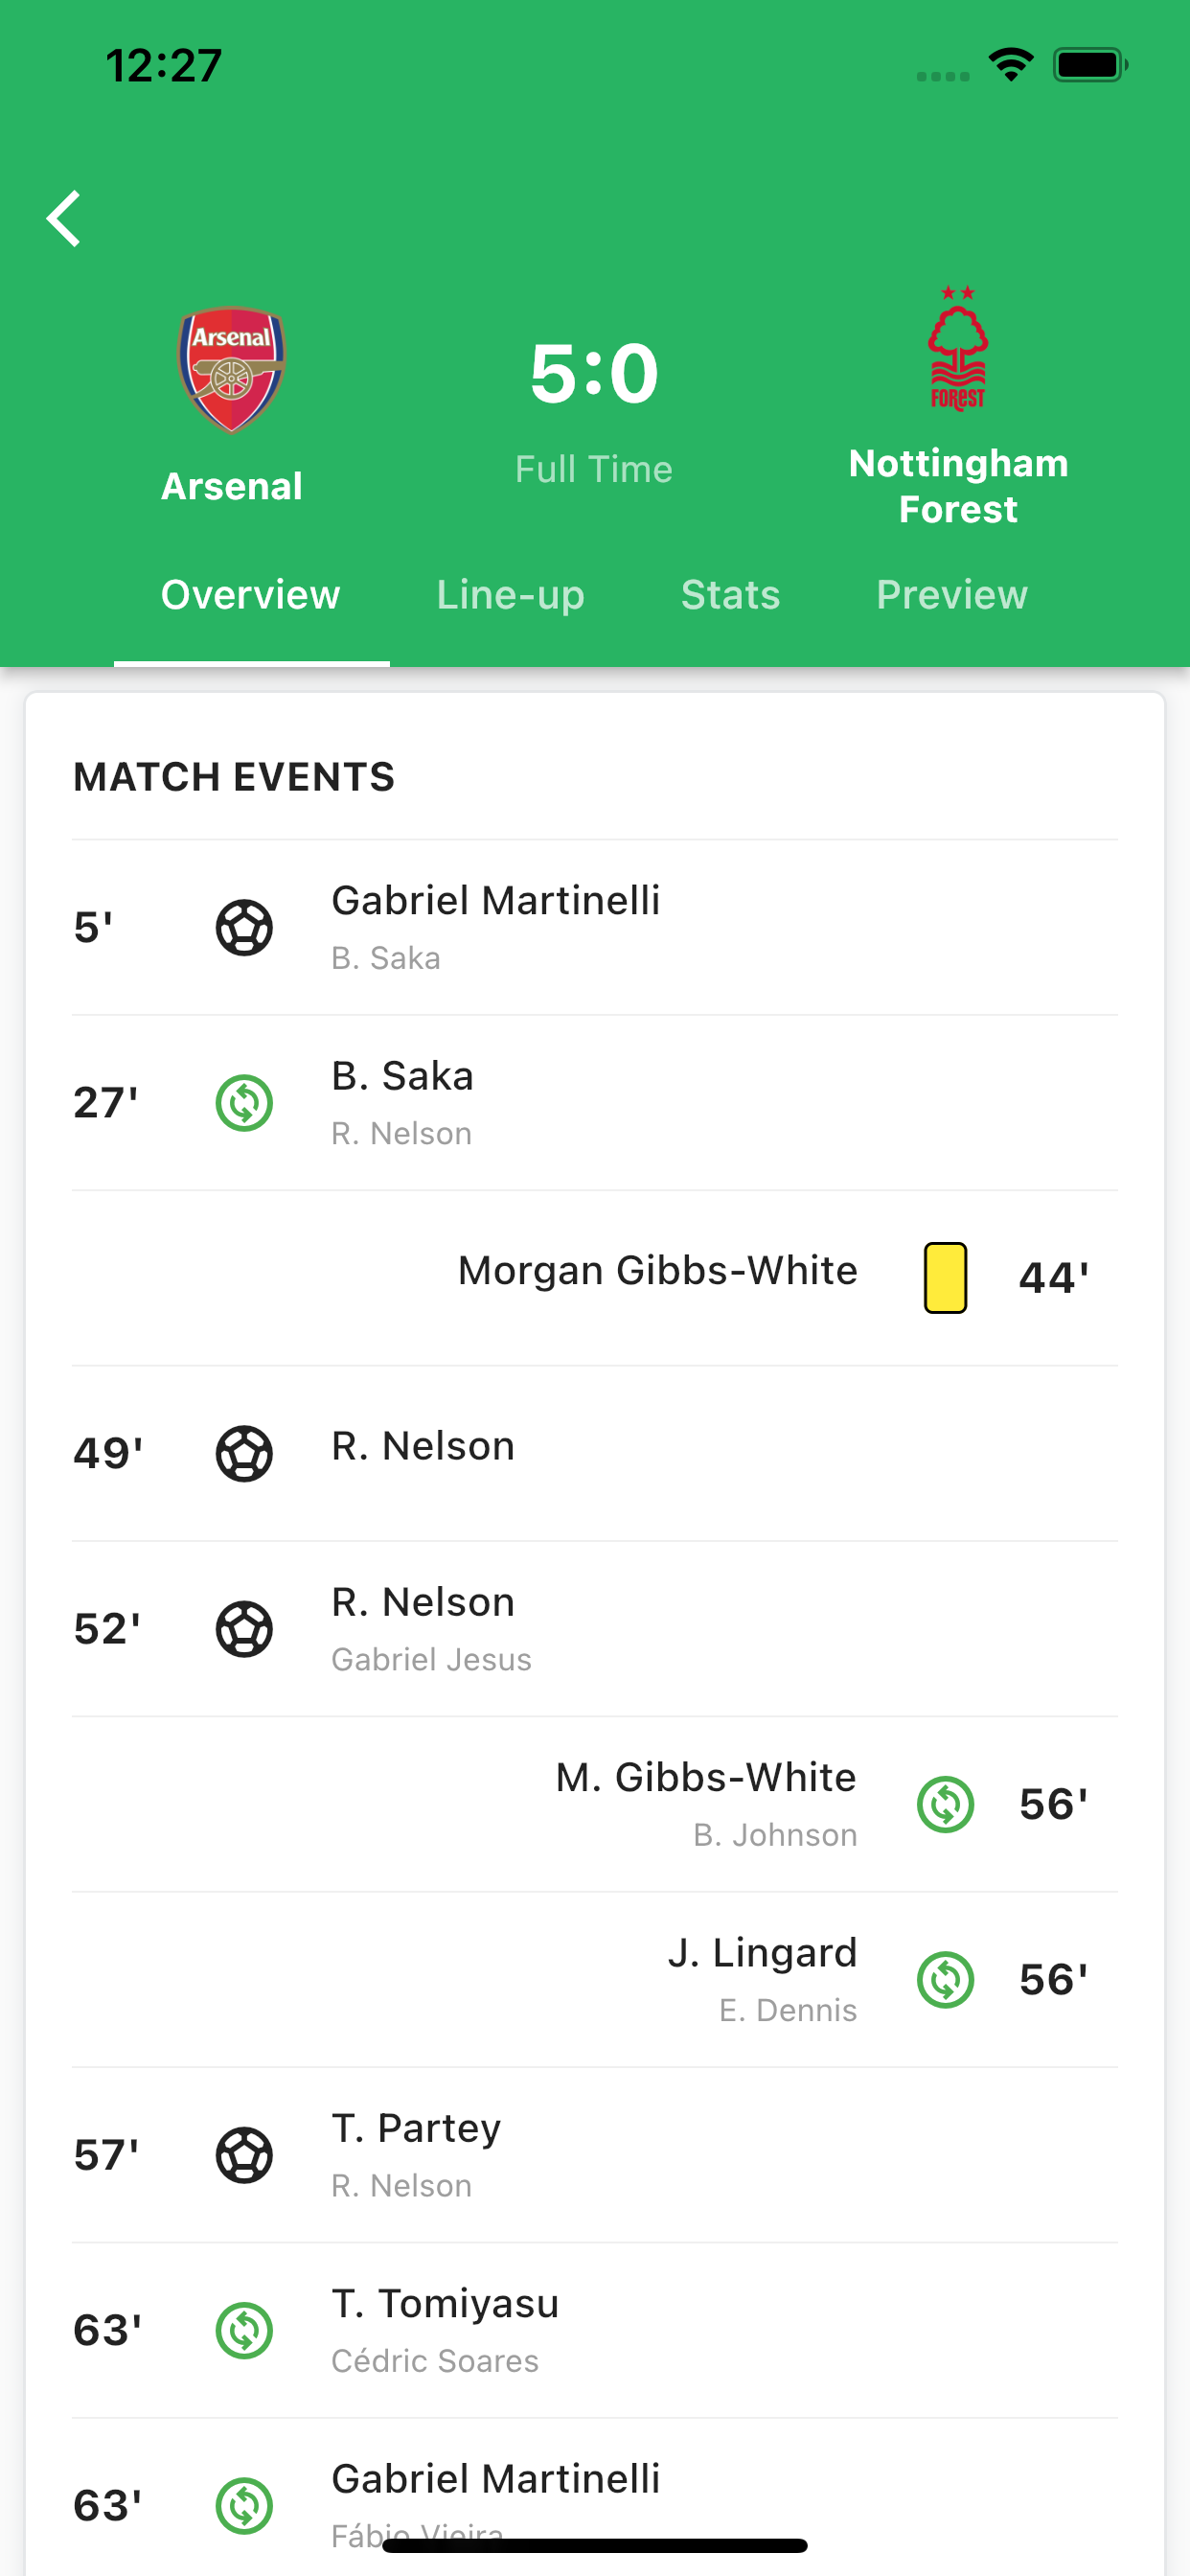 12:27
Arsenal
5:0
FOREST
Full Time
Arsenal
Nottingham
Forest
Overview
Line-up
Stats
Preview
MATCH EVENTS
5'
Gabriel Martinelli
B. Saka
27'
B. Saka
R. Nelson
Morgan Gibbs-White
44'
49'
R. Nelson
52'
R. Nelson
Gabriel Jesus
M. Gibbs-White
B. Johnson
56'
J. Lingard
E. Dennis
56'
57'
T. Partey
R. Nelson
63'
T. Tomiyasu
Cédric Soares
63'
Gabriel Martinelli
Fábio Vieira